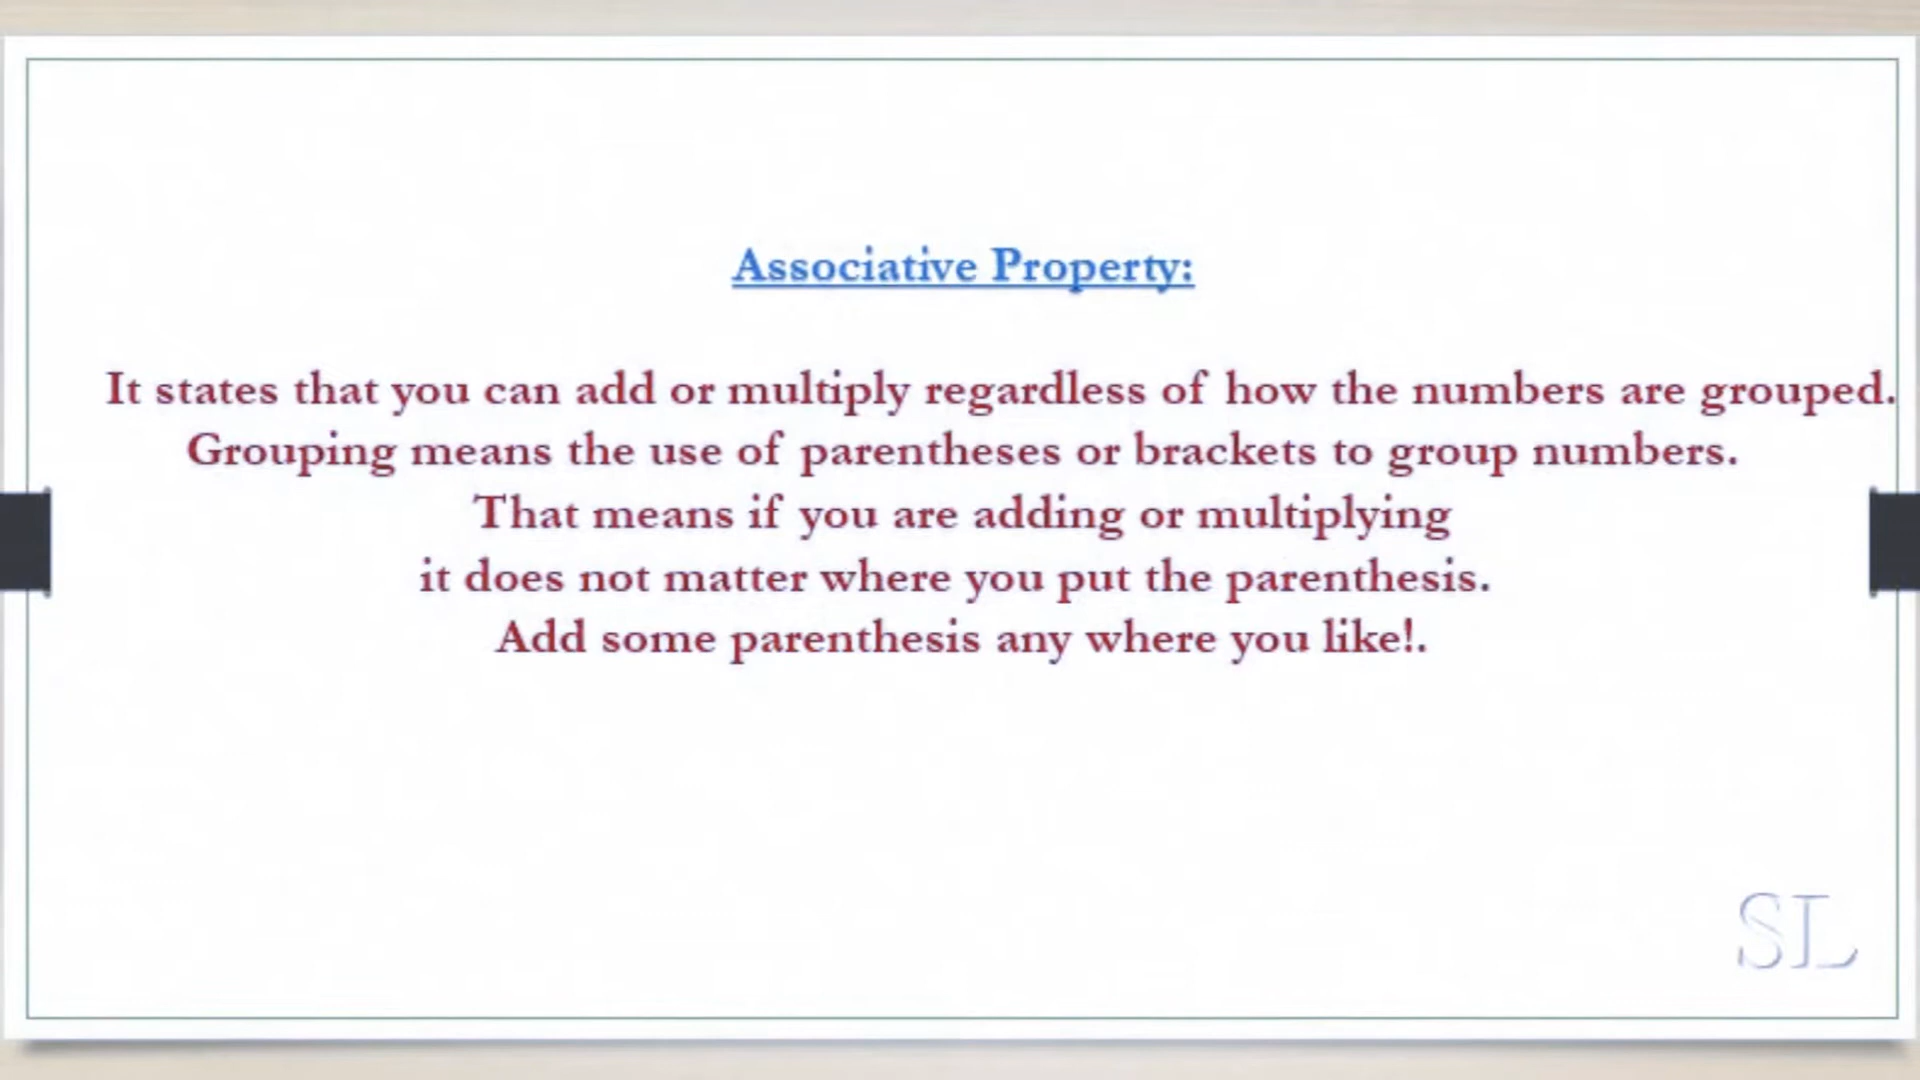 Associative Property:
It states that you can add or multiply regardless of how the numbers are grouped.
Grouping means the use of parentheses or brackets to group numbers.
That means if you are adding or multiplying
it does not matter where you put the parenthesis.
Add some parenthesis any where you like!.
SL